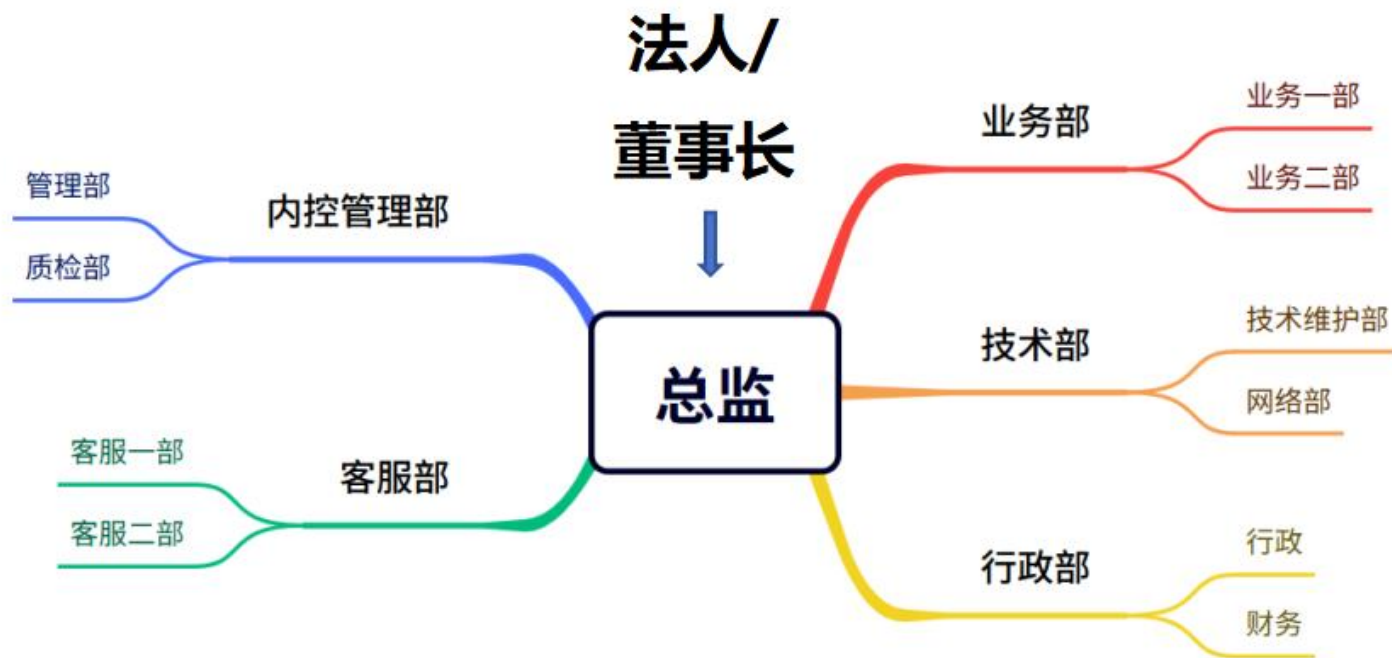 法人/
董事长
总监
业务部
业务一部
业务二部
技术部
技术维护部
网络部
行政部
行政
财务
内控管理部
管理部
质检部
客服部
客服一部
客服二部